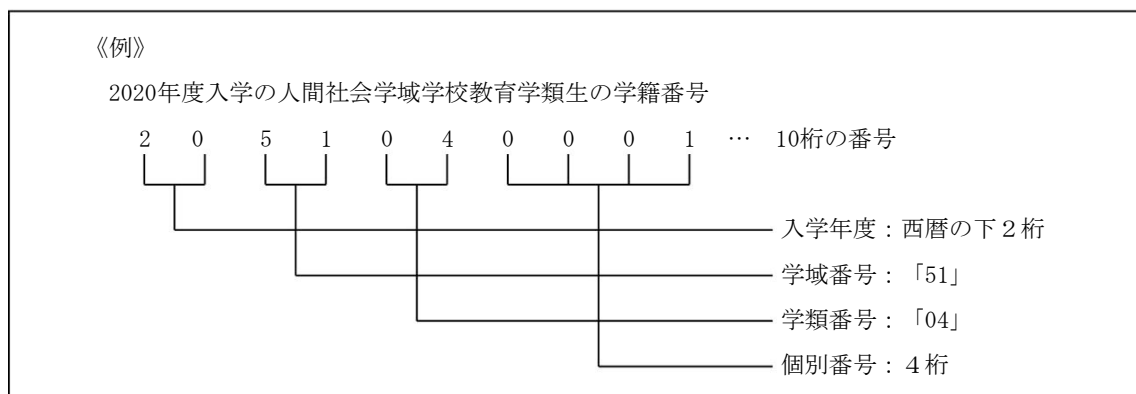 《例》
2020年度入学の人間社会学域学校教育学類生の学籍番号
2 0 5 1 0 4 0 0 0 1 … 10桁の番号
入学年度：西暦の下２桁
学域番号：「51」
学類番号：「04」
個別番号：４桁